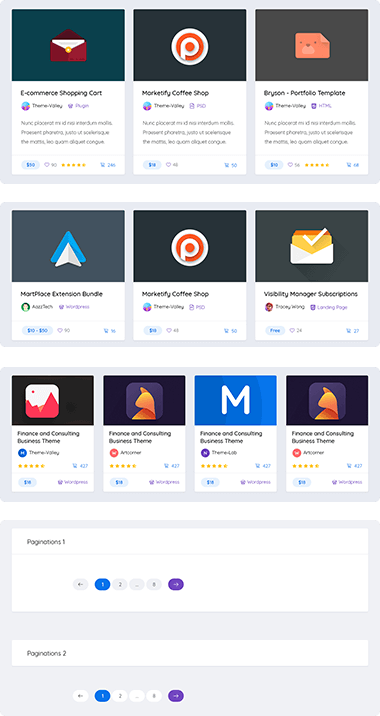 E-commerce Shopping Cart
Marketify Coffee Shop
Bryson - Portfolio Template
Theme-Valley Plugin
Theme-Valley PSD
Theme-Valley HTML
Nunc placerat mi id nisi interdum mollis.
Praesent pharetra, justo ut scelerisque
the mattis, leo quam aliquet congue.
Nunc placerat mi id nisi interdum mollis.
Praesent pharetra, justo ut scelerisque
the mattis, leo quam aliquet congue.
Nunc placerat mi id nisi interdum mollis.
Praesent pharetra, justo ut scelerisque
the mattis, leo quam aliquet congue.
$50 90 246
$18 48 50
$10 56 68
MartPlace Extension Bundle
Marketify Coffee Shop
Visibility Manager Subscriptions
AazzTech Wordpress
Theme-Valley PSD
Tracey Wong Landing Page
$10 - $50 90 16
$18 48 50
Free 24 27
M
Finance and Consulting
Business Theme
Finance and Consulting
Business Theme
Finance and Consulting
Business Theme
Finance and Consulting
Business Theme
M Theme-Valley
Artcorner
N ThemeLab
Artcorner
427
427
427
427
$18 Wordpress
$18 Wordpress
$18 Wordpress
$18 Wordpress
Paginations 1
1 2 ... 8
Paginations 2
1 2 ... 8